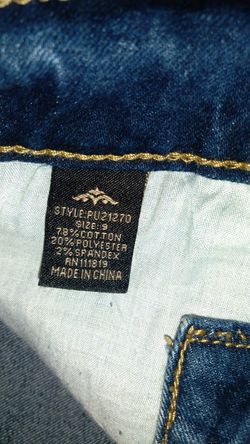 STYLE:PU21270
SIZE: 9
78%COTTON
20%POLYESTER
2%SPANDEX
RN111819
MADE IN CHINA